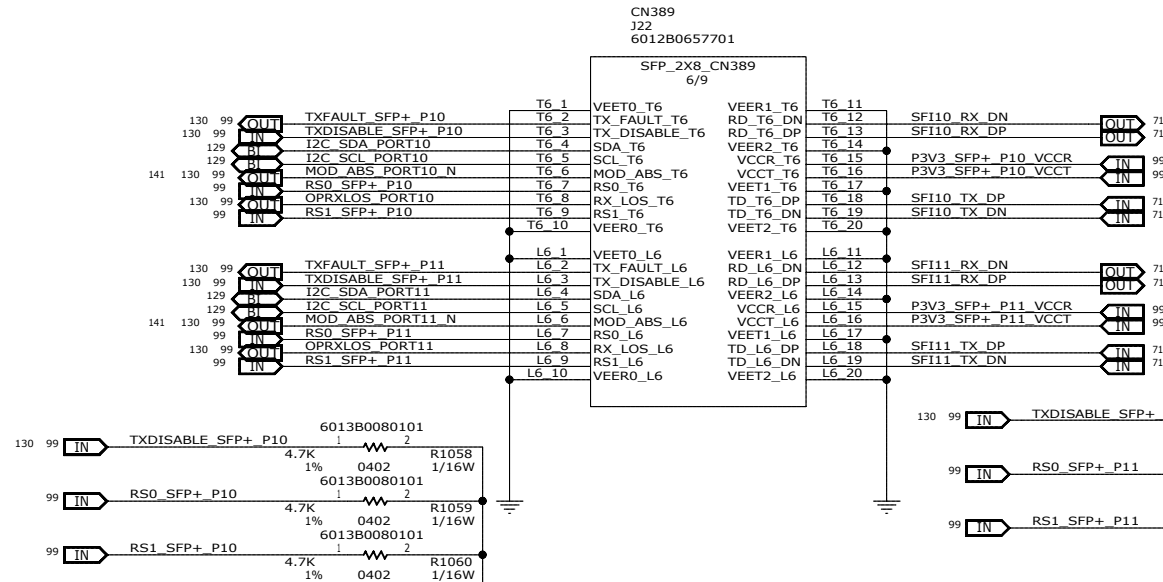 CN389
J22
6012B0657701
SFP_2X8_CN389
6/9
T6_1 VEET0_T6 VEER1_T6 T6_11
130 99 OUT TXFAULT_SFP+_P10 T6_2 TX_FAULT_T6 RD_T6_DN T6_12 SFI10_RX_DN OUT 71
130 99 IN TXDISABLE_SFP+_P10 T6_3 TX_DISABLE_T6 RD_T6_DP T6_13 SFI10_RX_DP OUT 71
129 BI I2C_SDA_PORT10 T6_4 SDA_T6 VEER2_T6 T6_14
129 BI I2C_SCL_PORT10 T6_5 SCL_T6 VCCR_T6 T6_15 P3V3_SFP+_P10_VCCR IN 99
141 130 99 OUT MOD_ABS_PORT10_N T6_6 MOD_ABS_T6 VCCT_T6 T6_16 P3V3_SFP+_P10_VCCT IN 99
99 IN RS0_SFP+_P10 T6_7 RS0_T6 VEET1_T6 T6_17
130 99 OUT OPRXLOS_PORT10 T6_8 RX_LOS_T6 TD_T6_DP T6_18 SFI10_TX_DP IN 71
99 IN RS1_SFP+_P10 T6_9 RS1_T6 TD_T6_DN T6_19 SFI10_TX_DN IN 71
T6_10 VEER0_T6 VEET2_T6 T6_20
L6_1 VEET0_L6 VEER1_L6 L6_11
130 99 OUT TXFAULT_SFP+_P11 L6_2 TX_FAULT_L6 RD_L6_DN L6_12 SFI11_RX_DN OUT 71
130 99 IN TXDISABLE_SFP+_P11 L6_3 TX_DISABLE_L6 RD_L6_DP L6_13 SFI11_RX_DP OUT 71
129 BI I2C_SDA_PORT11 L6_4 SDA_L6 VEER2_L6 L6_14
129 BI I2C_SCL_PORT11 L6_5 SCL_L6 VCCR_L6 L6_15 P3V3_SFP+_P11_VCCR IN 99
141 130 99 OUT MOD_ABS_PORT11_N L6_6 MOD_ABS_L6 VCCT_L6 L6_16 P3V3_SFP+_P11_VCCT IN 99
99 IN RS0_SFP+_P11 L6_7 RS0_L6 VEET1_L6 L6_17
130 99 OUT OPRXLOS_PORT11 L6_8 RX_LOS_L6 TD_L6_DP L6_18 SFI11_TX_DP IN 71
99 IN RS1_SFP+_P11 L6_9 RS1_L6 TD_L6_DN L6_19 SFI11_TX_DN IN 71
L6_10 VEER0_L6 VEET2_L6 L6_20
6013B0080101
130 99 IN TXDISABLE_SFP+_P10 1 2
4.7K R1058
1% 0402 1/16W
6013B0080101
99 IN RS0_SFP+_P10 1 2
4.7K R1059
1% 0402 1/16W
6013B0080101
99 IN RS1_SFP+_P10 1 2
4.7K R1060
1% 0402 1/16W
130 99 IN TXDISABLE_SFP+_
99 IN RS0_SFP+_P11
99 IN RS1_SFP+_P11